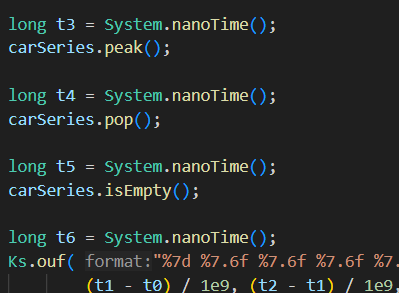 long t3 = System.nanoTime();
carSeries.peak();
long t4 = System.nanoTime();
carSeries.pop();
long t5 = System.nanoTime();
carSeries.isEmpty();
long t6 = System.nanoTime();
Ks.ouf( format:"%7d %7.6f %7.6f %7.6f %7.
(t1 - t0) / 1e9, (t2 - t1) / 1e9,